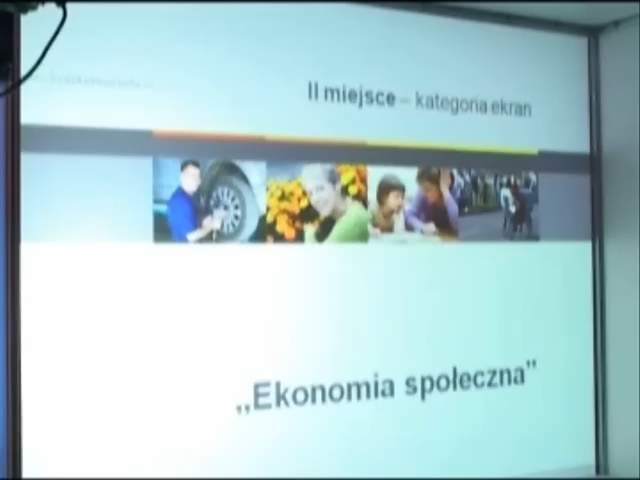 II miejsce – kategoria ekran
„Ekonomia społeczna”